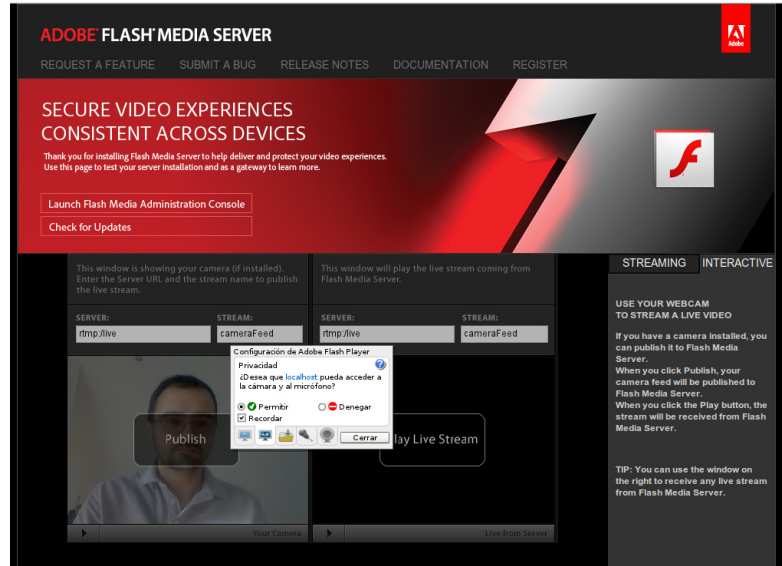 ADOBE® FLASH® MEDIA SERVER
Adobe
REQUEST A FEATURE SUBMIT A BUG RELEASE NOTES DOCUMENTATION REGISTER
SECURE VIDEO EXPERIENCES
CONSISTENT ACROSS DEVICES
Thank you for installing Flash Media Server to help deliver and protect your video experiences.
Use this page to test your server installation and as a gateway to learn more.
Launch Flash Media Administration Console
Check for Updates
This window is showing your camera (if installed).
Enter the Server URL and the stream name to publish
the live stream.
SERVER: STREAM:
rtmp:/live cameraFeed
Publish
Your Camera
This window will play the live stream coming from
Flash Media Server.
SERVER: STREAM:
rtmp:/live cameraFeed
lay Live Stream
Live from Server
Configuración de Adobe Flash Player
Privacidad
¿Desea que localhost pueda acceder a
la cámara y al micrófono?
Permitir Denegar
Recordar
Cerrar
STREAMING INTERACTIVE
USE YOUR WEBCAM
TO STREAM A LIVE VIDEO
If you have a camera installed, you
can publish it to Flash Media
Server.
When you click Publish, your
camera feed will be published to
Flash Media Server.
When you click the Play button, the
stream will be received from Flash
Media Server.
TIP: You can use the window on
the right to receive any live stream
from Flash Media Server.